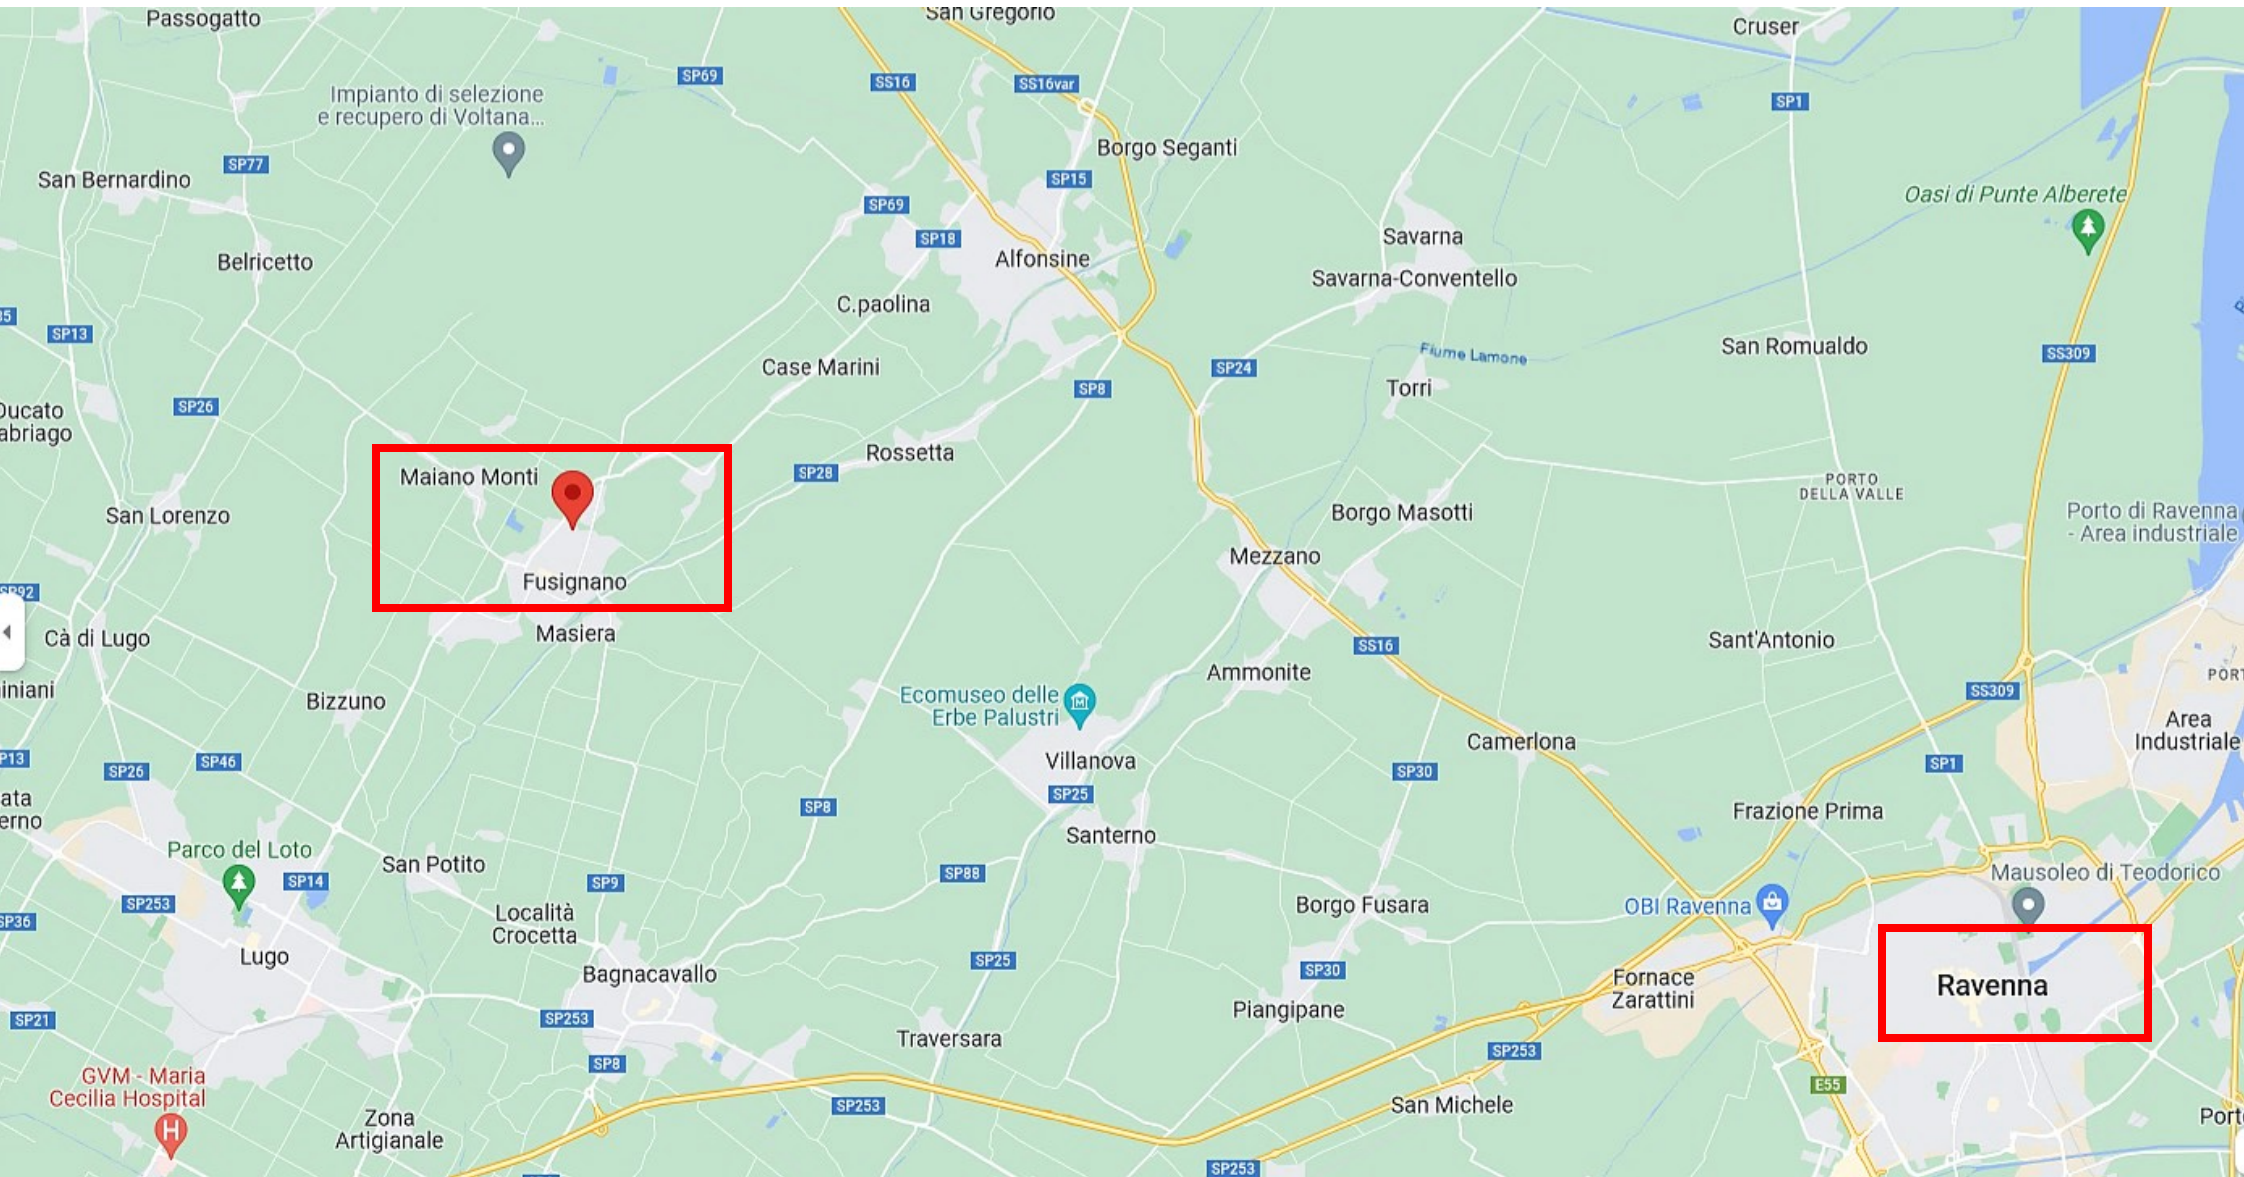 Passogatto
San Gregorio
Cruser
SP69
SS16
SS16var
SP1
Impianto di selezione
e recupero di Voltana...
Borgo Seganti
SP77
San Bernardino
SP15
Oasi di Punte Alberete
SP69
SP18
Savarna
Alfonsine
Belricetto
Savarna-Conventello
C.paolina
SP13
Fiume Lamone
San Romualdo
SS309
Case Marini
SP24
SP8
Torri
SP26
Rossetta
Maiano Monti
SP28
PORTO
DELLA VALLE
San Lorenzo
Borgo Masotti
Porto di Ravenna
- Area industriale
Mezzano
Fusignano
SP92
Masiera
Cà di Lugo
Sant'Antonio
SS16
Ammonite
SS309
Bizzuno
Ecomuseo delle
Erbe Palustri
Area
Industriale
Camerlona
Villanova
SP46
SP26
SP30
SP1
SP25
SP8
Frazione Prima
Santerno
Parco del Loto
San Potito
SP14
SP9
SP88
Mausoleo di Teodorico
SP253
Borgo Fusara
OBI Ravenna
SP36
Località
Crocetta
Lugo
SP25
Bagnacavallo
SP30
Fornace
Zarattini
Ravenna
Piangipane
SP21
SP253
Traversara
SP253
SP8
GVM - Maria
Cecilia Hospital
E55
SP253
San Michele
Zona
Artigianale
SP253